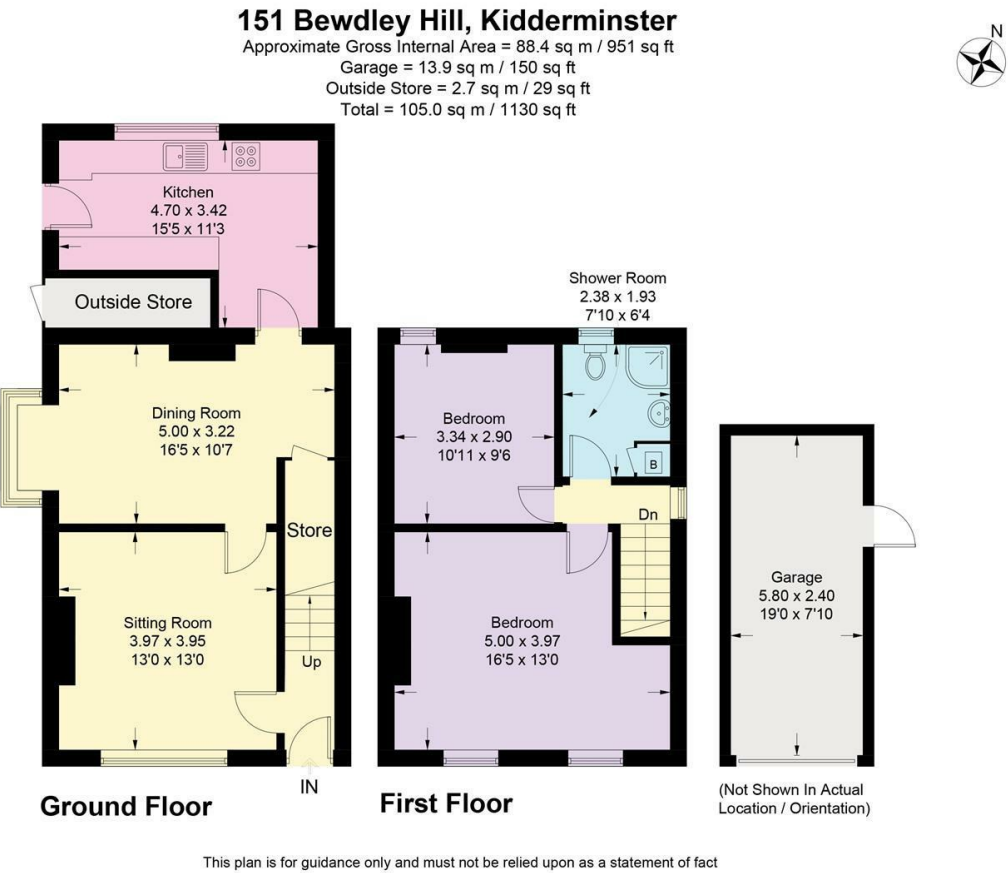 151 Bewdley Hill, Kidderminster
Approximate Gross Internal Area = 88.4 sq m / 951 sq ft
Garage = 13.9 sq m / 150 sq ft
Outside Store = 2.7 sq m / 29 sq ft
Total = 105.0 sq m / 1130 sq ft
N
Kitchen
4.70 x 3.42
15'5 x 11'3
Outside Store
Dining Room
5.00 x 3.22
16'5 x 10'7
Store
Sitting Room
3.97 x 3.95
13'0 x 13'0
Up
IN
Ground Floor
Shower Room
2.38 x 1.93
7'10 x 6'4
Bedroom
3.34 x 2.90
10'11 x 9'6
B
Dn
Bedroom
5.00 x 3.97
16'5 x 13'0
First Floor
Garage
5.80 x 2.40
19'0 x 7'10
(Not Shown In Actual
Location / Orientation)
This plan is for guidance only and must not be relied upon as a statement of fact